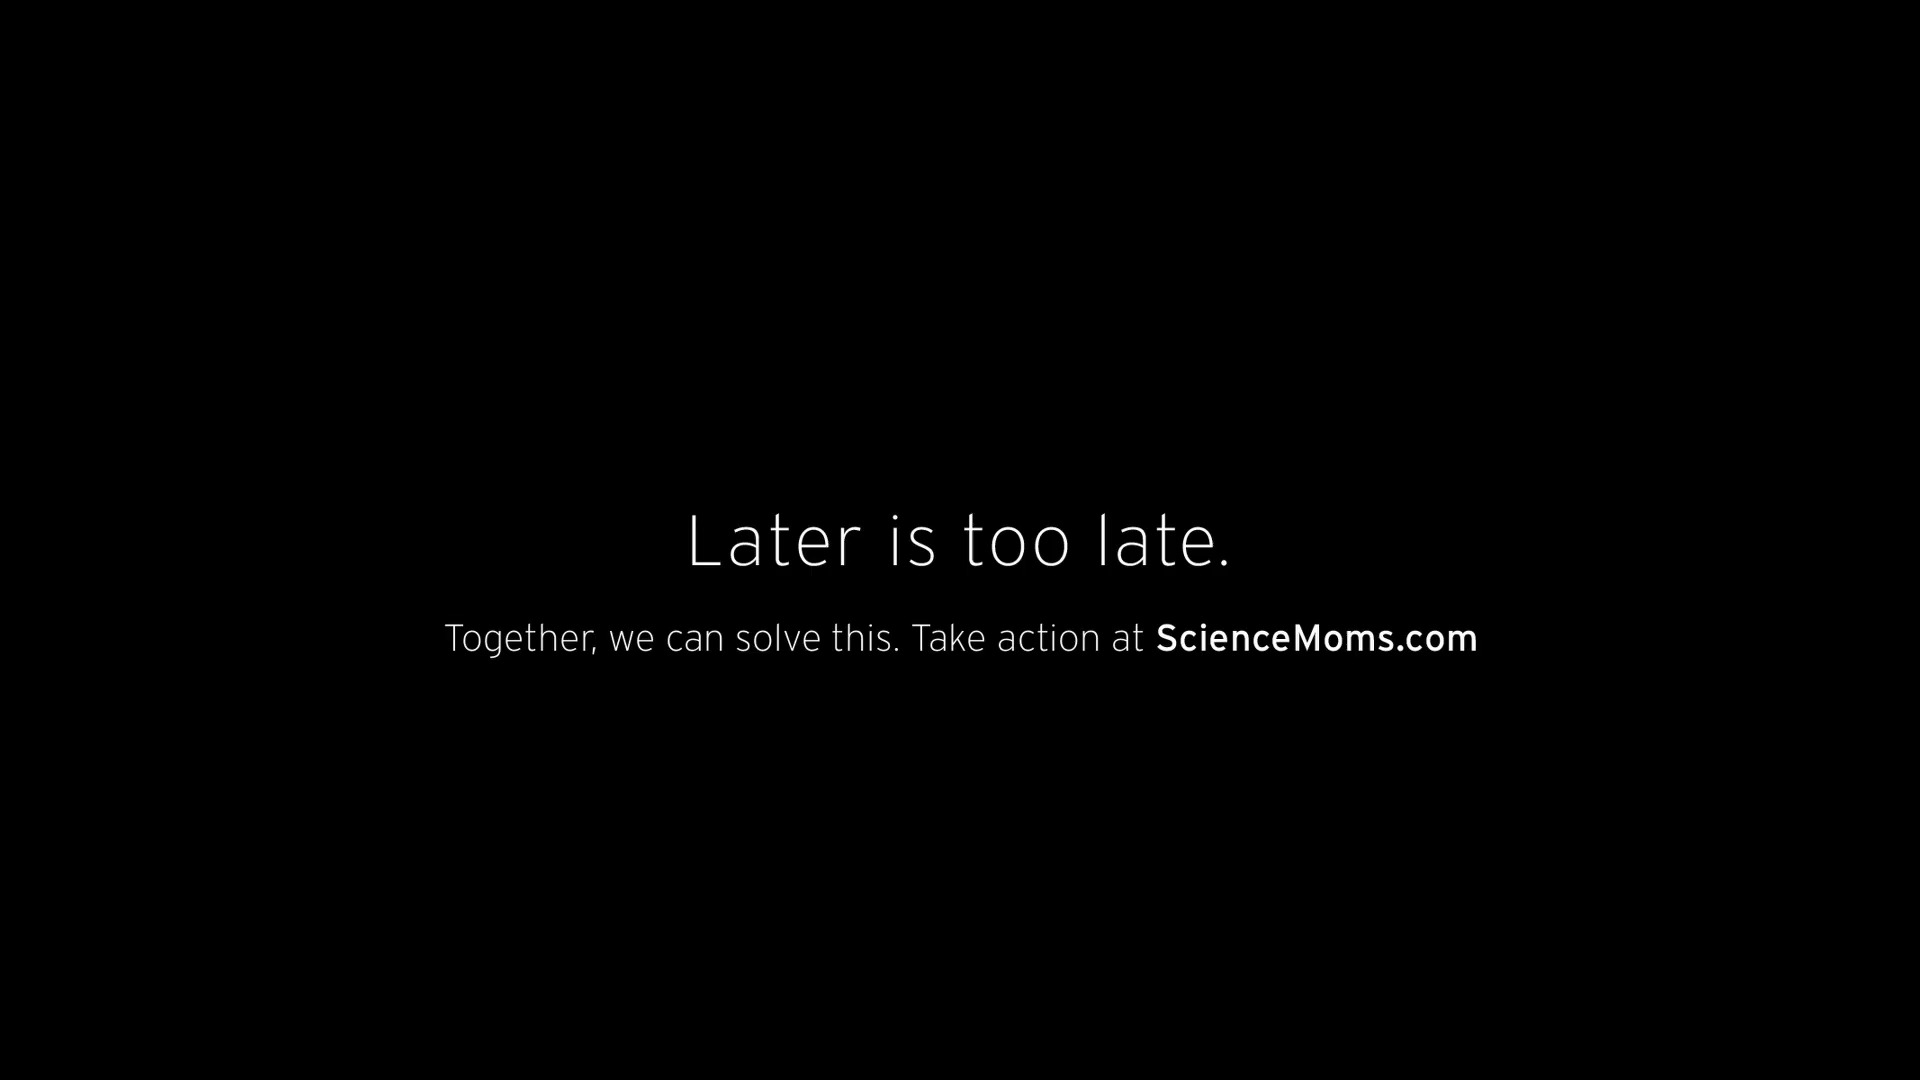 Later is too late.
Together, we can solve this. Take action at ScienceMoms.com